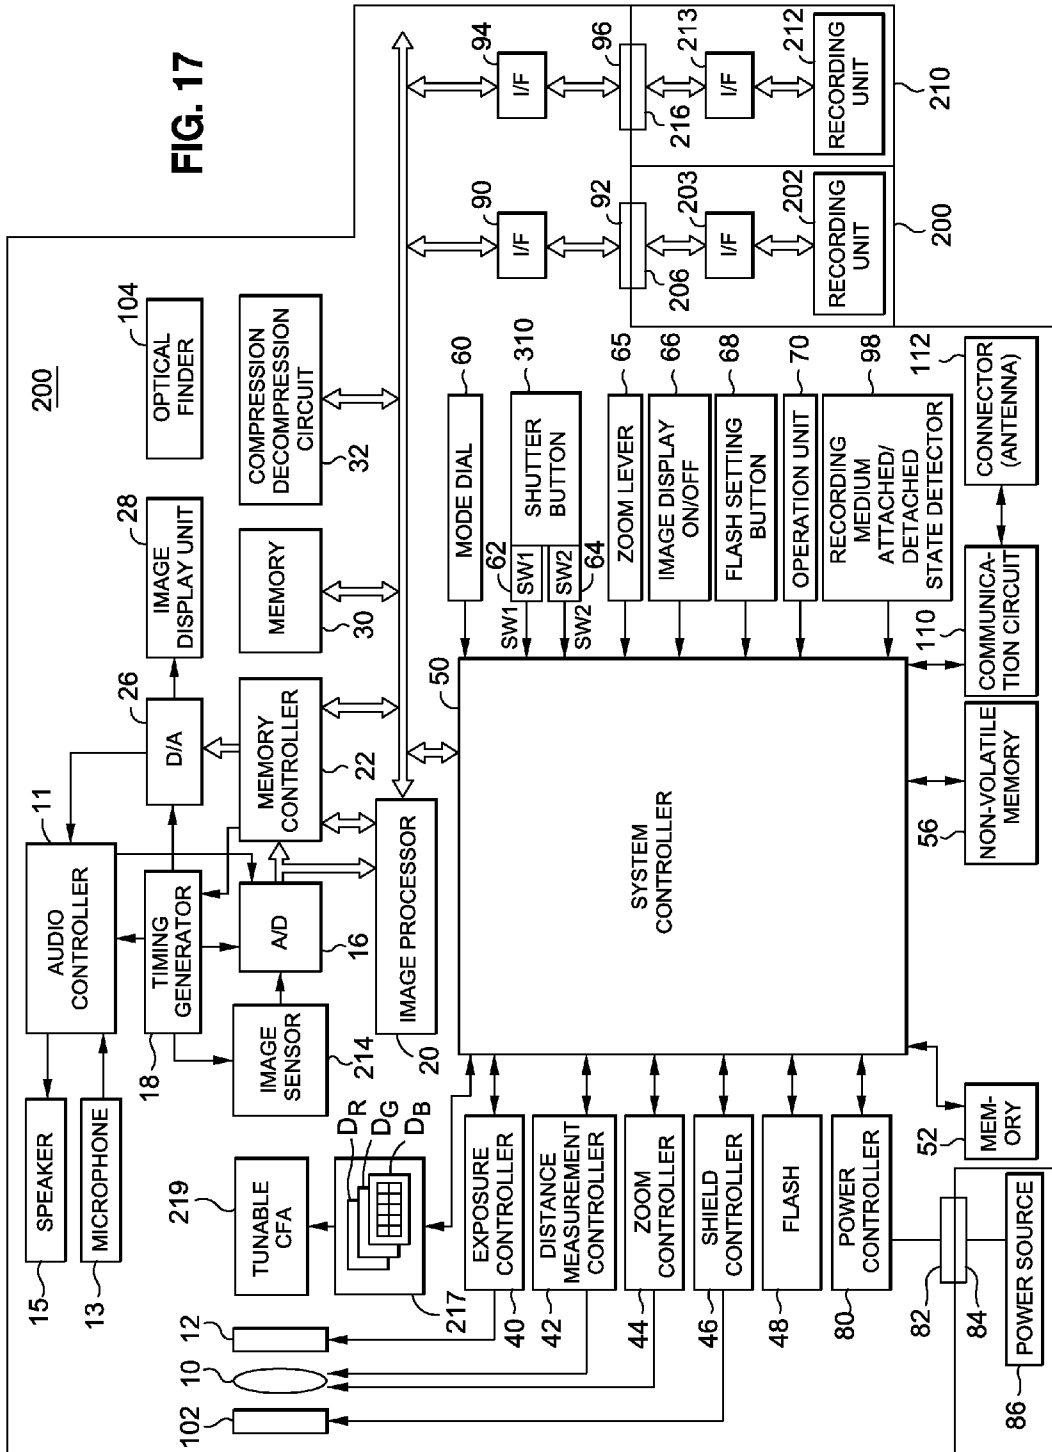 FIG. 17
200
15
SPEAKER
13
MICROPHONE
11
AUDIO
CONTROLLER
18
TIMING
GENERATOR
26
D/A
28
IMAGE
DISPLAY UNIT
104
OPTICAL
FINDER
12
10
102
219
TUNABLE
CFA
214
IMAGE
SENSOR
16
A/D
22
MEMORY
CONTROLLER
30
MEMORY
32
COMPRESSION
DECOMPRESSION
CIRCUIT
217
DR
DG
DB
20
IMAGE PROCESSOR
90
I/F
94
I/F
40
EXPOSURE
CONTROLLER
42
DISTANCE
MEASUREMENT
CONTROLLER
44
ZOOM
CONTROLLER
46
SHIELD
CONTROLLER
48
FLASH
80
POWER
CONTROLLER
50
SYSTEM
CONTROLLER
60
MODE DIAL
62
SW1
SW1
310
SHUTTER
BUTTON
64
SW2
SW2
65
ZOOM LEVER
66
IMAGE DISPLAY
ON/OFF
68
FLASH SETTING
BUTTON
70
OPERATION UNIT
98
RECORDING
MEDIUM
ATTACHED/
DETACHED
STATE DETECTOR
92
206
203
I/F
202
RECORDING
UNIT
200
96
216
213
I/F
212
RECORDING
UNIT
210
82
84
86
POWER SOURCE
52
MEM-
ORY
56
NON-VOLATILE
MEMORY
110
COMMUNICA-
TION CIRCUIT
112
CONNECTOR
(ANTENNA)